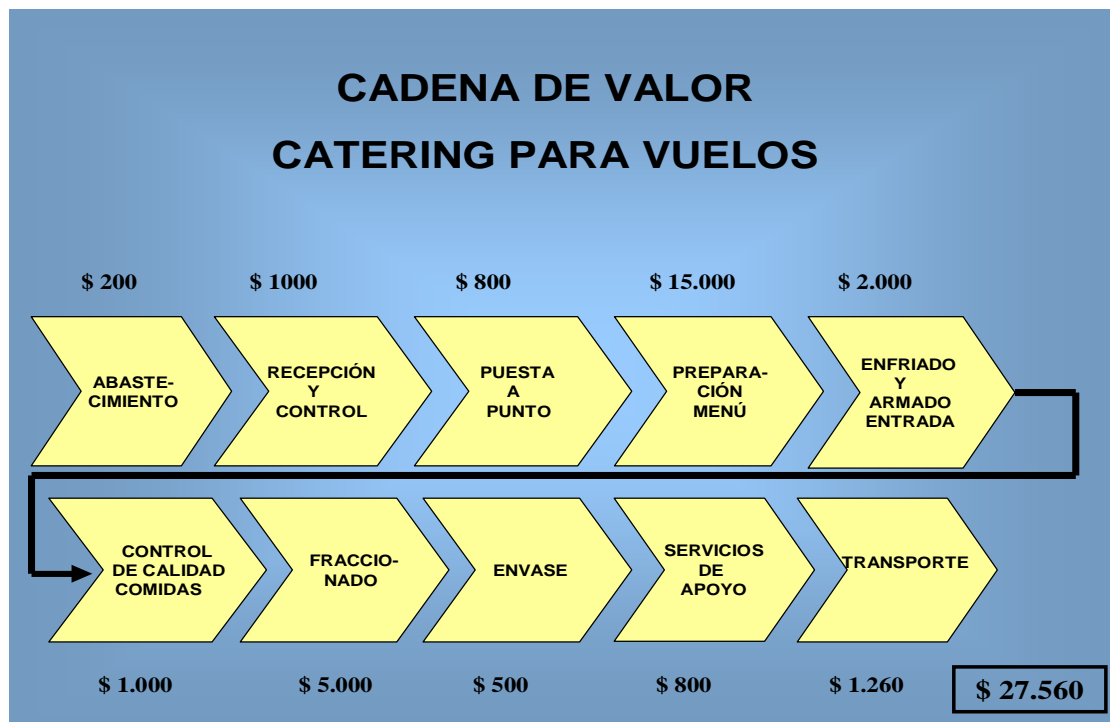 CADENA DE VALOR
CATERING PARA VUELOS
$ 200
$ 1000
$ 800
$ 15.000
$ 2.000
ABASTE-
CIMIENTO
RECEPCIÓN
Y
CONTROL
PUESTA
A
PUNTO
PREPARA-
CIÓN
MENÚ
ENFRIADO
Y
ARMADO
ENTRADA
CONTROL
DE CALIDAD
COMIDAS
FRACCIO-
NADO
ENVASE
SERVICIOS
DE
APOYO
TRANSPORTE
$ 1.000
$ 5.000
$ 500
$ 800
$ 1.260
$ 27.560